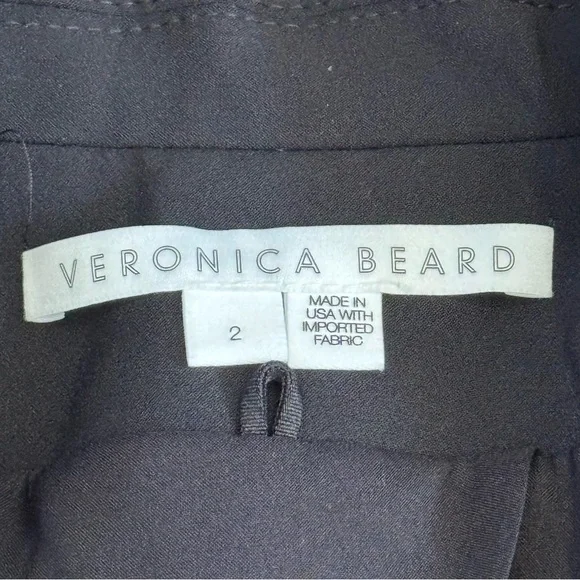 VERONICA BEARD
2
MADE IN
USA WITH
IMPORTED
FABRIC